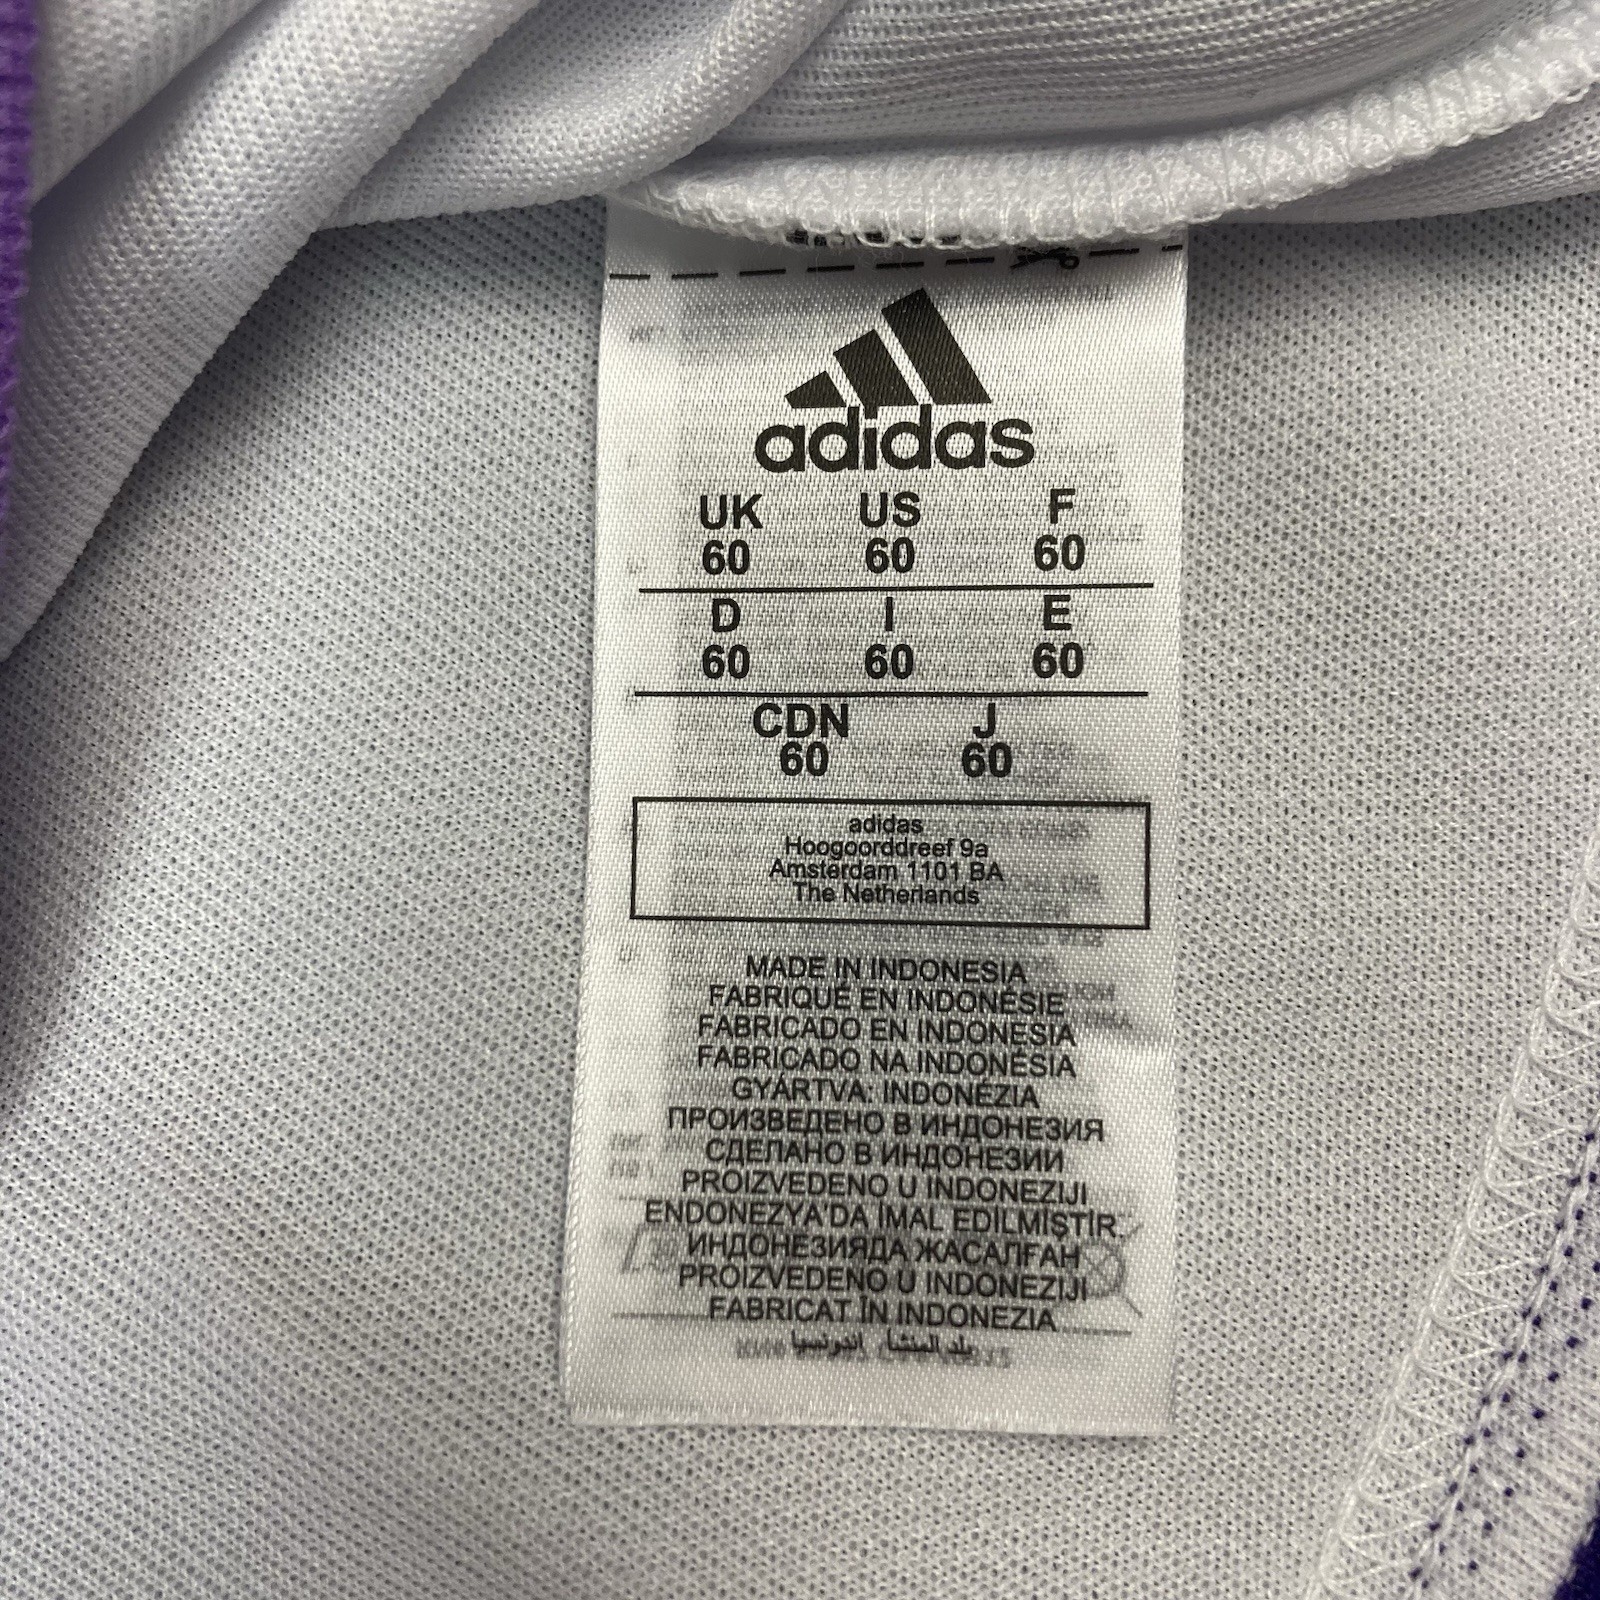 adidas
UK US F
60 60 60
D I E
60 60 60
CDN J
60 60
adidas
Hoogoorddreef 9a
Amsterdam 1101 BA
The Netherlands
MADE IN INDONESIA
FABRIQUÉ EN INDONÉSIE
FABRICADO EN INDONESIA
FABRICADO NA INDONÉSIA
GYÁRTVA: INDONÉZIA
ПРОИЗВЕДЕНО В ИНДОНЕЗИЯ
СДЕЛАНО В ИНДОНЕЗИИ
PROIZVEDENO U INDONEZIJI
ENDONEZYA'DA İMAL EDİLMİŞTİR
ИНДОНЕЗИЯДА ЖАСАЛҒАН
PROIZVEDENO U INDONEZIJI
FABRICAT ÎN INDONEZIA
بلد المنشأ اندونسيا